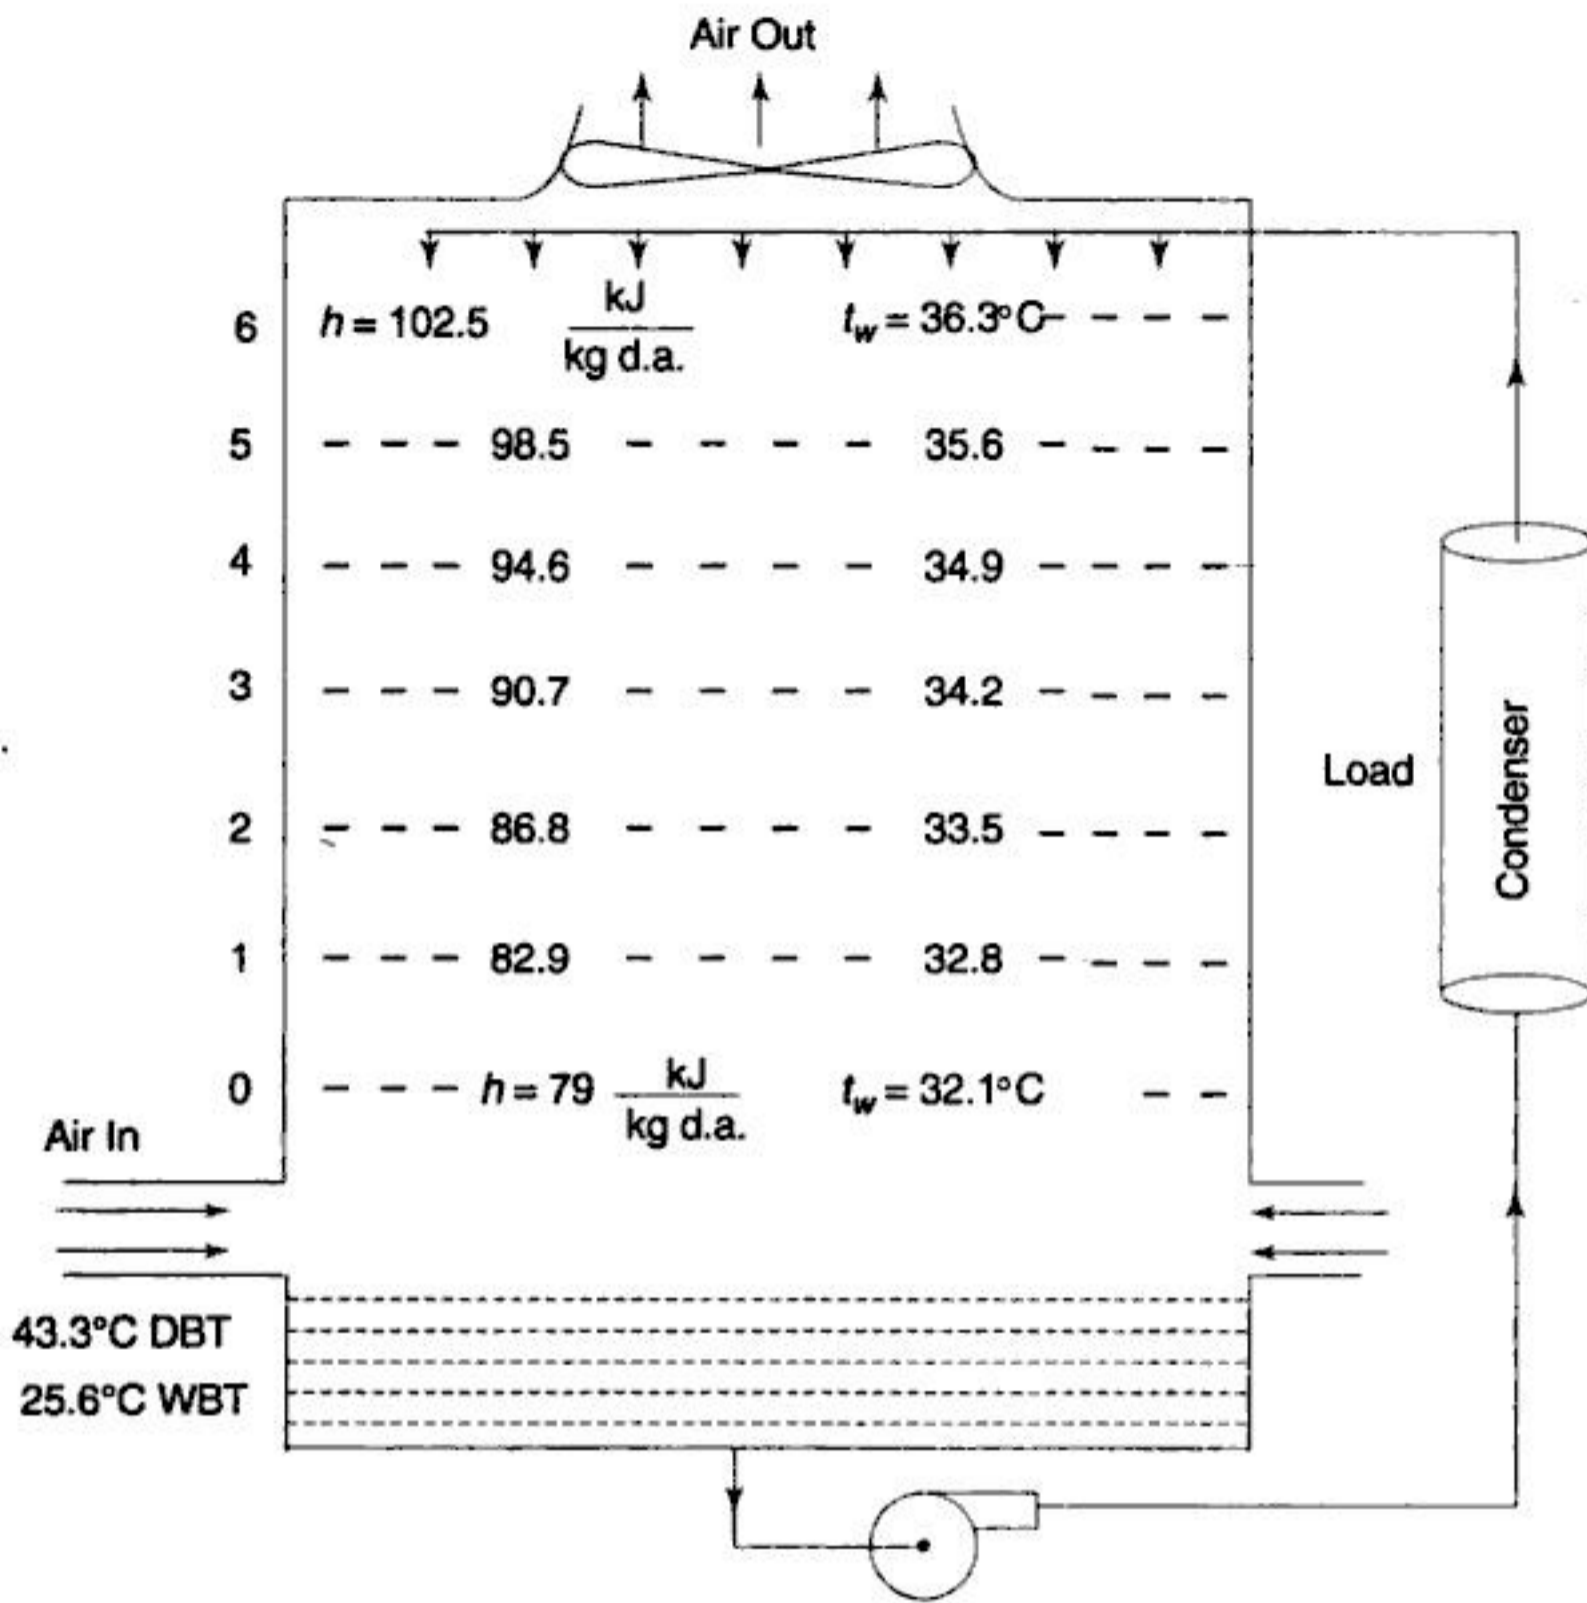 Air Out
6 h = 102.5 kJ/kg d.a. t_w = 36.3°C
5 98.5 35.6
4 94.6 34.9
3 90.7 34.2
Load
Condenser
2 86.8 33.5
1 82.9 32.8
0 h = 79 kJ/kg d.a. t_w = 32.1°C
Air In
43.3°C DBT
25.6°C WBT